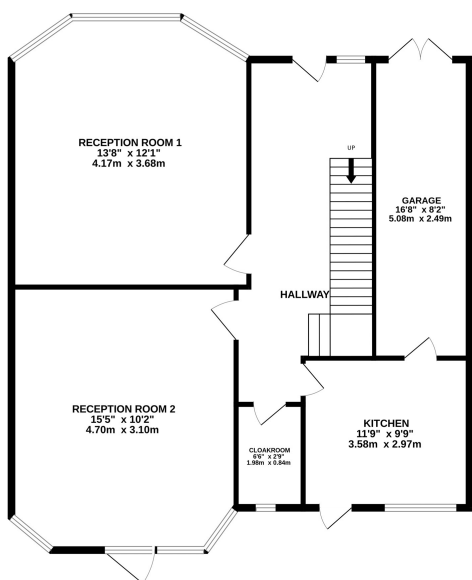 RECEPTION ROOM 1
13'8" x 12'1"
4.17m x 3.68m
UP
GARAGE
16'8" x 8'2"
5.08m x 2.49m
HALLWAY
RECEPTION ROOM 2
15'5" x 10'2"
4.70m x 3.10m
KITCHEN
11'9" x 9'9"
3.58m x 2.97m
CLOAKROOM
6'6" x 2'9"
1.98m x 0.84m